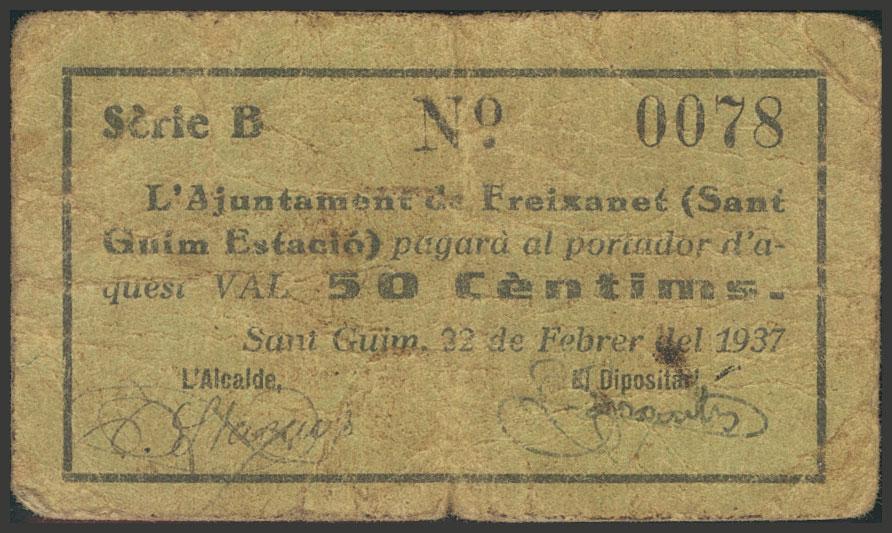 Sèrie B Nº. 0078
L'Ajuntament de Freixanet (Sant
Guim Estació) pagarà al portador d'a-
quest VAL 50 Cèntims.
Sant Guim, 22 de Febrer del 1937
L'Alcalde, El Dipositari,